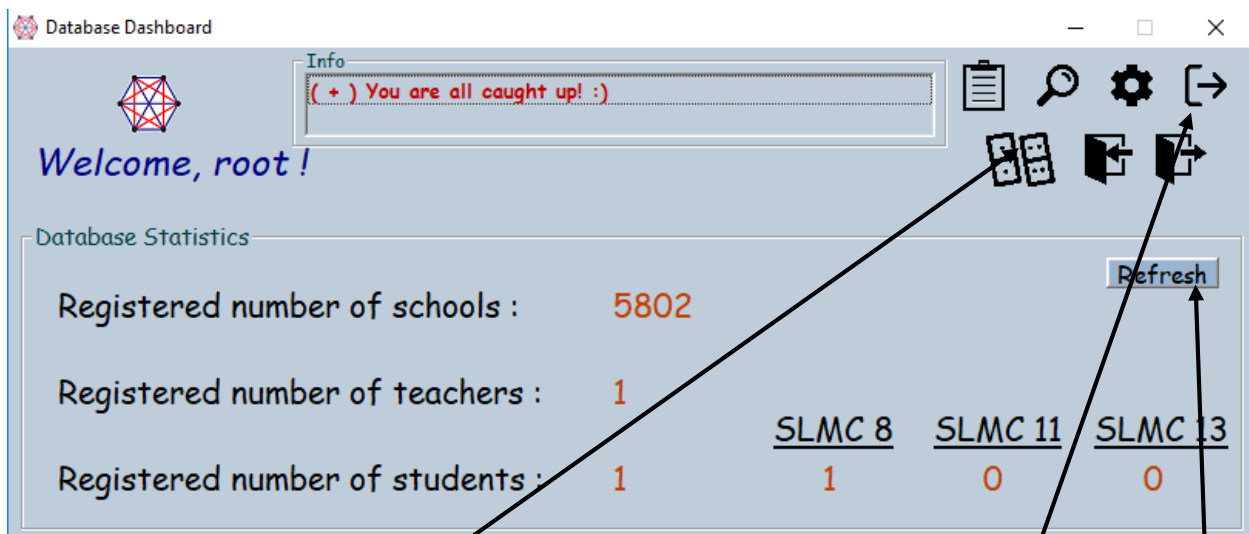 Database Dashboard
Info
( + ) You are all caught up! :)
Welcome, root !
Database Statistics
Refresh
Registered number of schools : 5802
Registered number of teachers : 1
SLMC 8 SLMC 11 SLMC 13
Registered number of students : 1 1 0 0